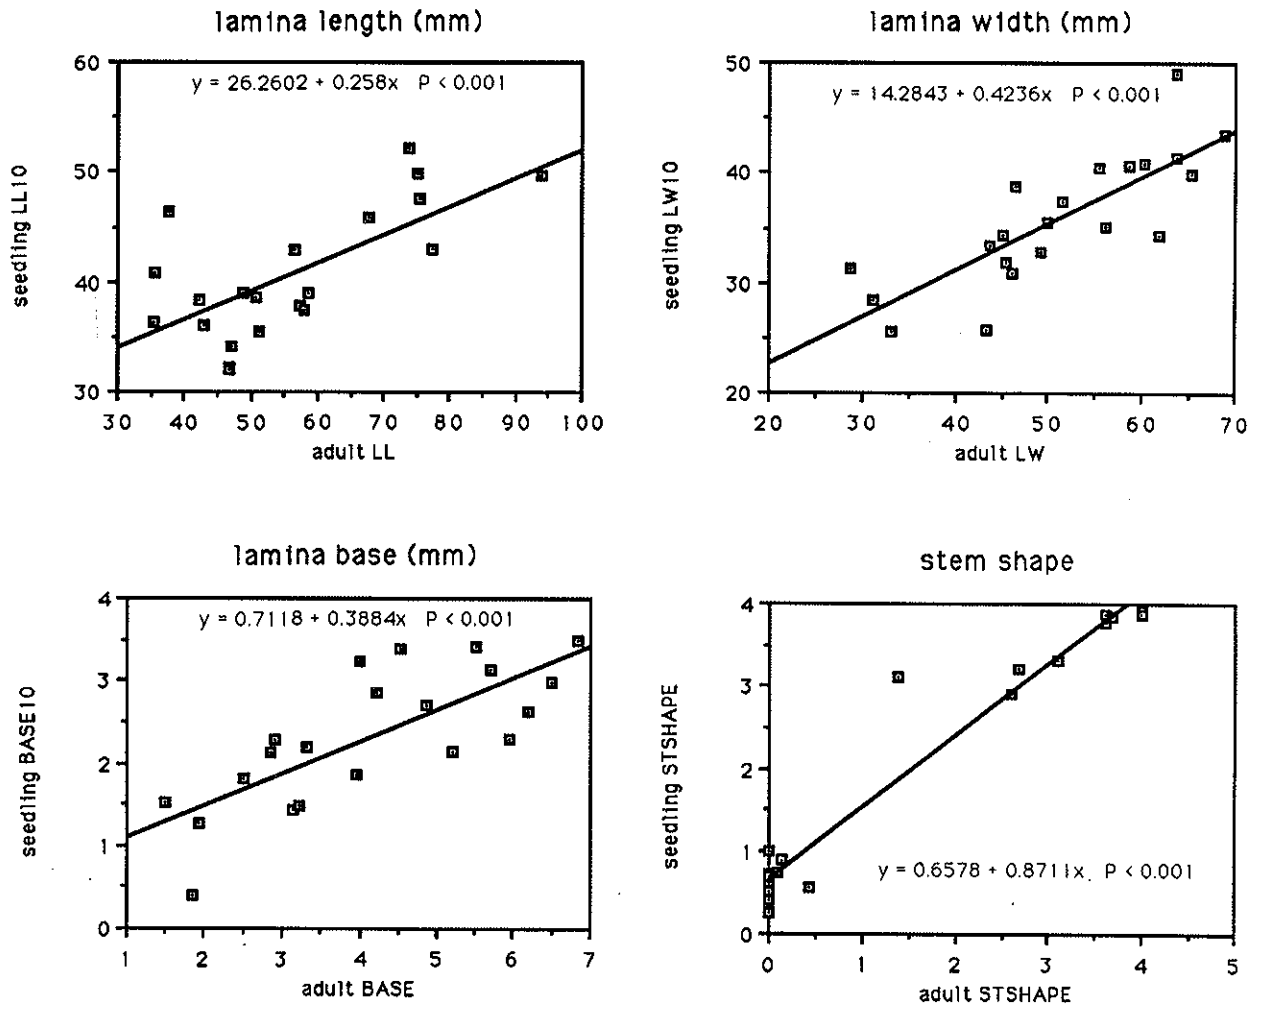 lamina length (mm)
60
50
40
30
y = 26.2602 + 0.258x P < 0.001
seedling LL10
30 40 50 60 70 80 90 100
adult LL
lamina width (mm)
50
40
30
20
y = 14.2843 + 0.4236x P < 0.001
seedling LW10
20 30 40 50 60 70
adult LW
lamina base (mm)
4
3
2
1
0
y = 0.7118 + 0.3884x P < 0.001
seedling BASE10
1 2 3 4 5 6 7
adult BASE
stem shape
4
3
2
1
0
y = 0.6578 + 0.8711x P < 0.001
seedling STSHAPE
0 1 2 3 4 5
adult STSHAPE